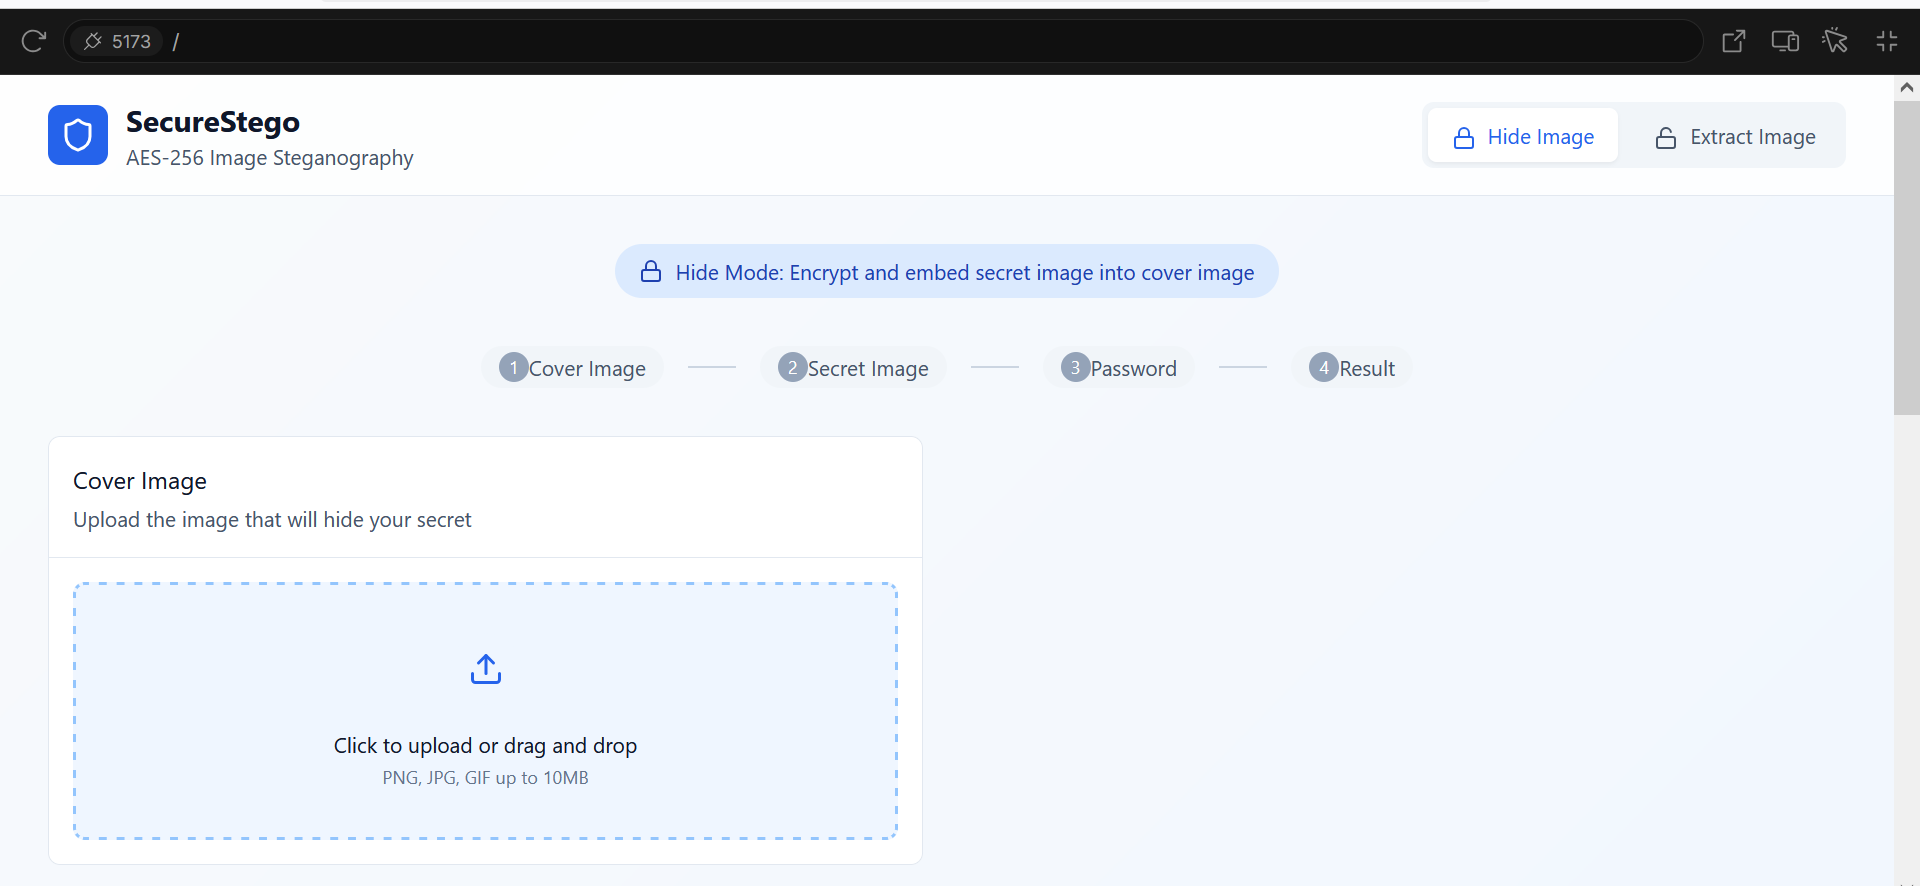 5173 /
SecureStego
AES-256 Image Steganography
Hide Image
Extract Image
Hide Mode: Encrypt and embed secret image into cover image
1 Cover Image
2 Secret Image
3 Password
4 Result
Cover Image
Upload the image that will hide your secret
Click to upload or drag and drop
PNG, JPG, GIF up to 10MB